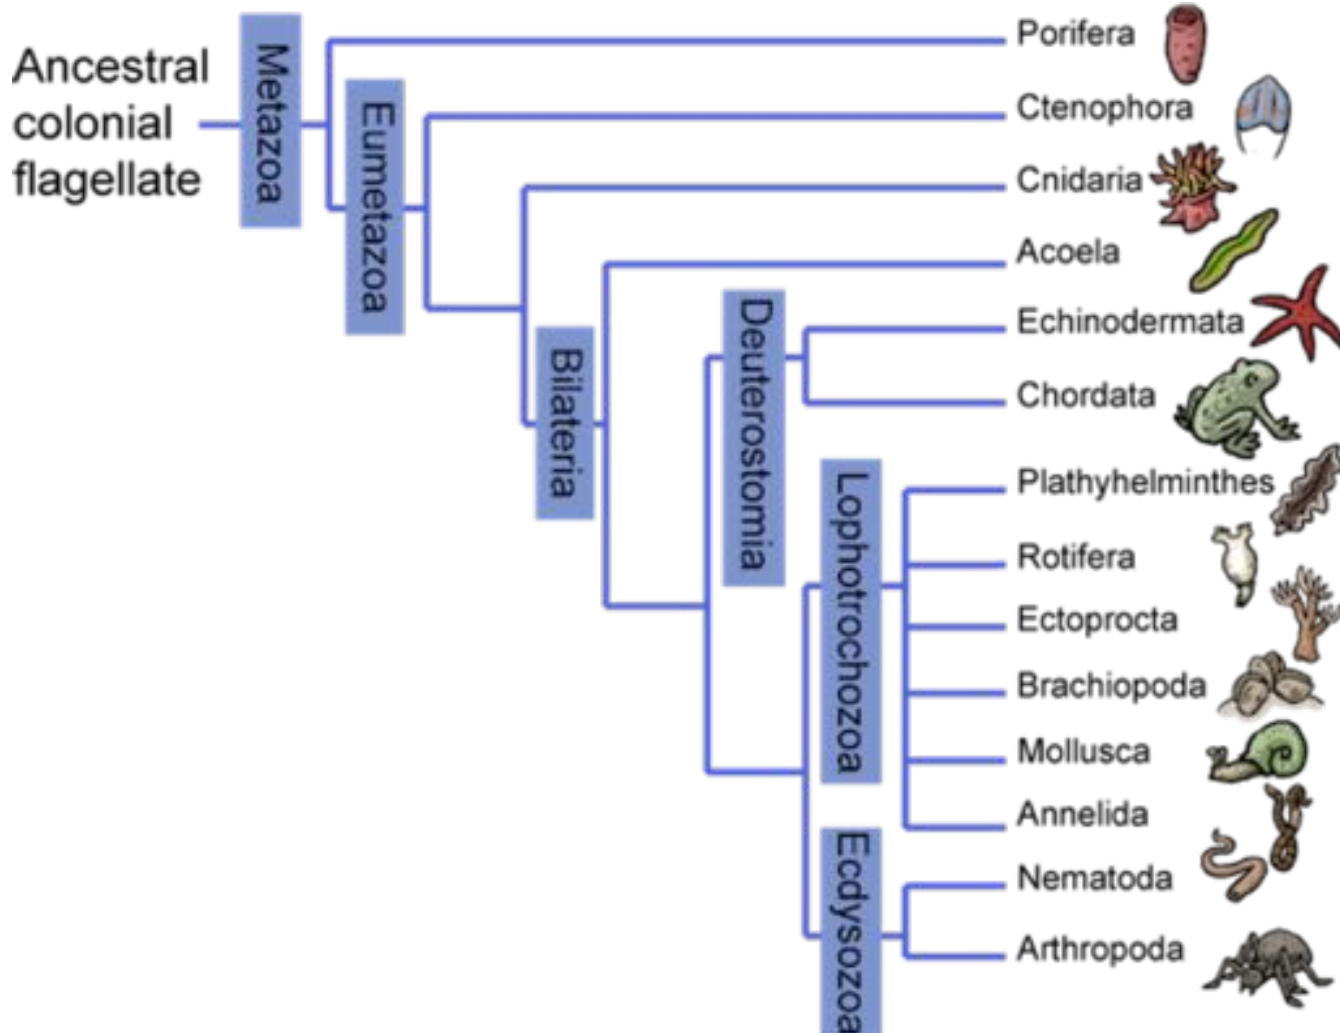 Ancestral
colonial
flagellate
Metazoa
Eumetazoa
Bilateria
Deuterostomia
Lophotrochozoa
Ecdysozoa
Porifera
Ctenophora
Cnidaria
Acoela
Echinodermata
Chordata
Plathyhelminthes
Rotifera
Ectoprocta
Brachiopoda
Mollusca
Annelida
Nematoda
Arthropoda